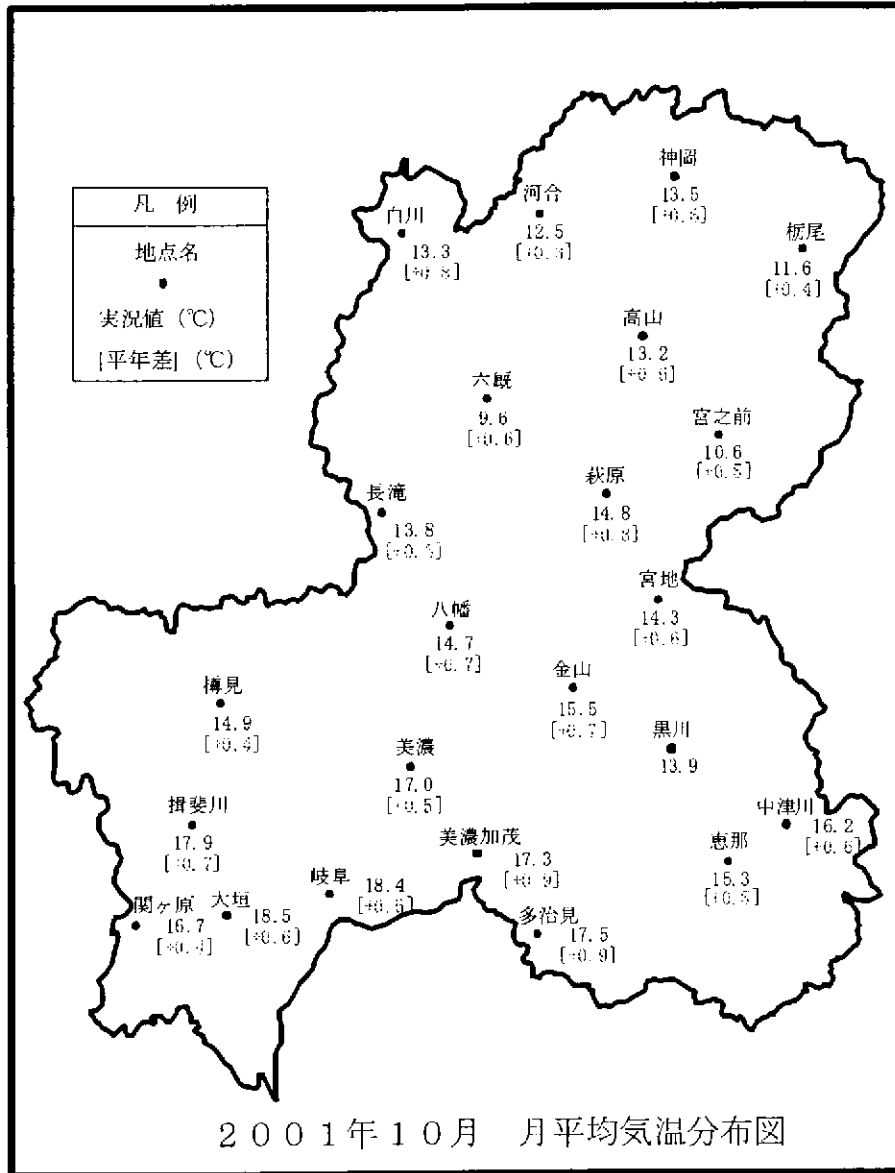 凡 例
地点名
実況値 (℃)
[平年差] (℃)
神岡
13.5
河合
12.5
白川
13.3
[+0.8]
栃尾
11.6
[+0.4]
高山
13.2
[+0.6]
六厩
9.6
[+0.6]
宮之前
10.6
[+0.5]
萩原
14.8
[+0.8]
長滝
13.8
宮地
14.3
[+0.6]
八幡
14.7
[+0.7]
金山
15.5
[+0.7]
樽見
14.9
[+0.4]
黒川
13.9
美濃
17.0
[+0.5]
揖斐川
17.9
[+0.7]
中津川
16.2
[+0.6]
美濃加茂
17.3
[+0.9]
恵那
15.3
岐阜
18.4
関ヶ原
16.7
[+0.4]
大垣
18.5
[+0.6]
多治見
17.5
[+0.9]
2001年10月 月平均気温分布図